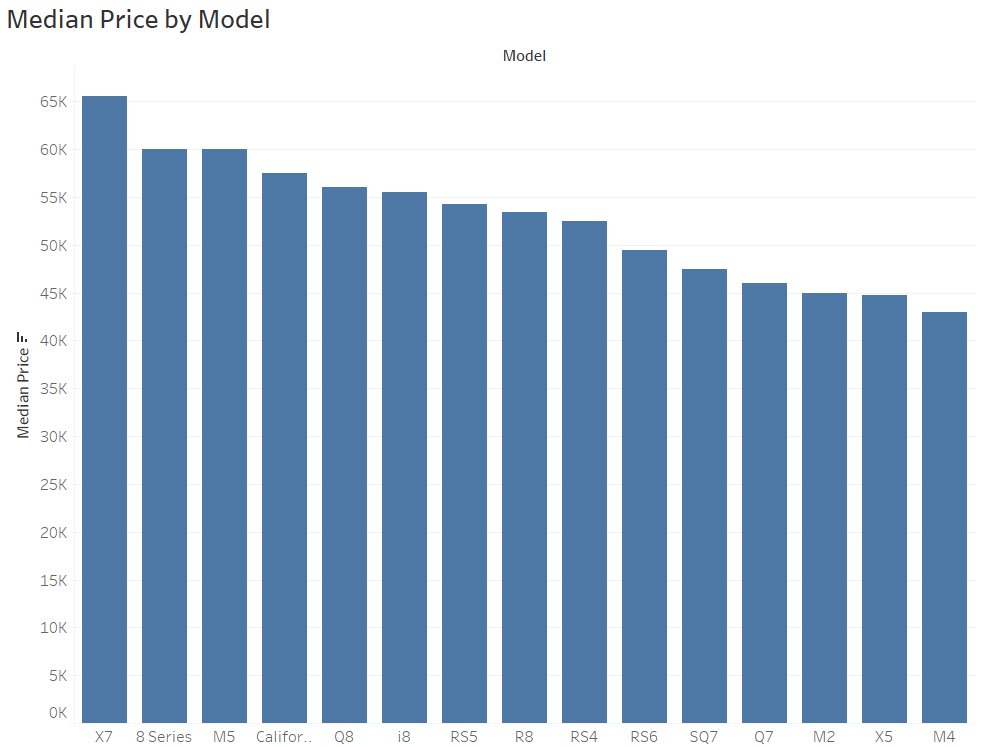 Median Price by Model
Model
Median Price
65K
60K
55K
50K
45K
40K
35K
30K
25K
20K
15K
10K
5K
0K
X7 8 Series M5 Califor.. Q8 i8 RS5 R8 RS4 RS6 SQ7 Q7 M2 X5 M4